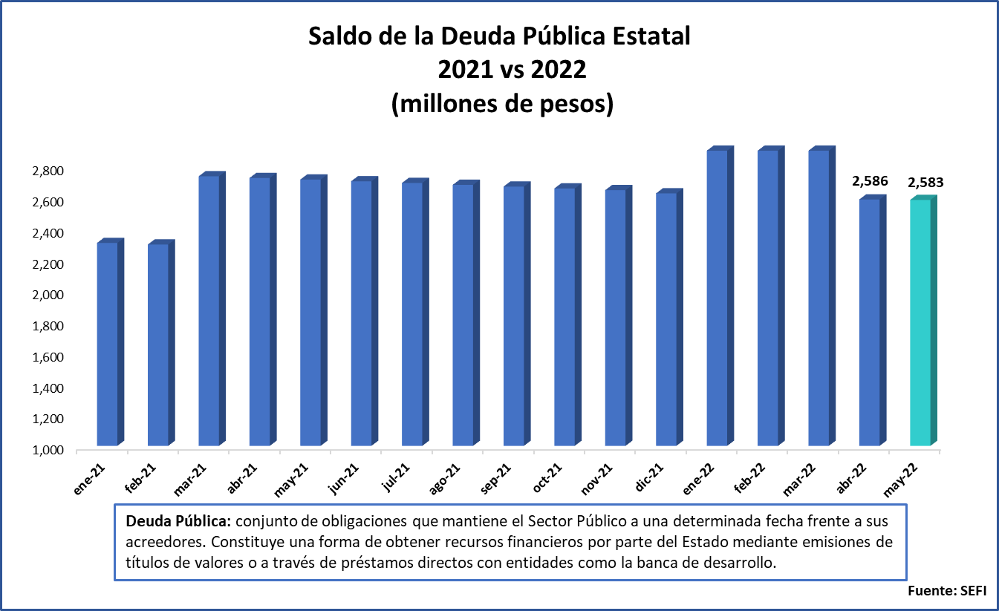 Saldo de la Deuda Pública Estatal
2021 vs 2022
(millones de pesos)
2,800
2,600
2,400
2,200
2,000
1,800
1,600
1,400
1,200
1,000
2,586
2,583
ene-21
feb-21
mar-21
abr-21
may-21
jun-21
jul-21
ago-21
sep-21
oct-21
nov-21
dic-21
ene-22
feb-22
mar-22
abr-22
may-22
Deuda Pública: conjunto de obligaciones que mantiene el Sector Público a una determinada fecha frente a sus
acreedores. Constituye una forma de obtener recursos financieros por parte del Estado mediante emisiones de
títulos de valores o a través de préstamos directos con entidades como la banca de desarrollo.
Fuente: SEFI